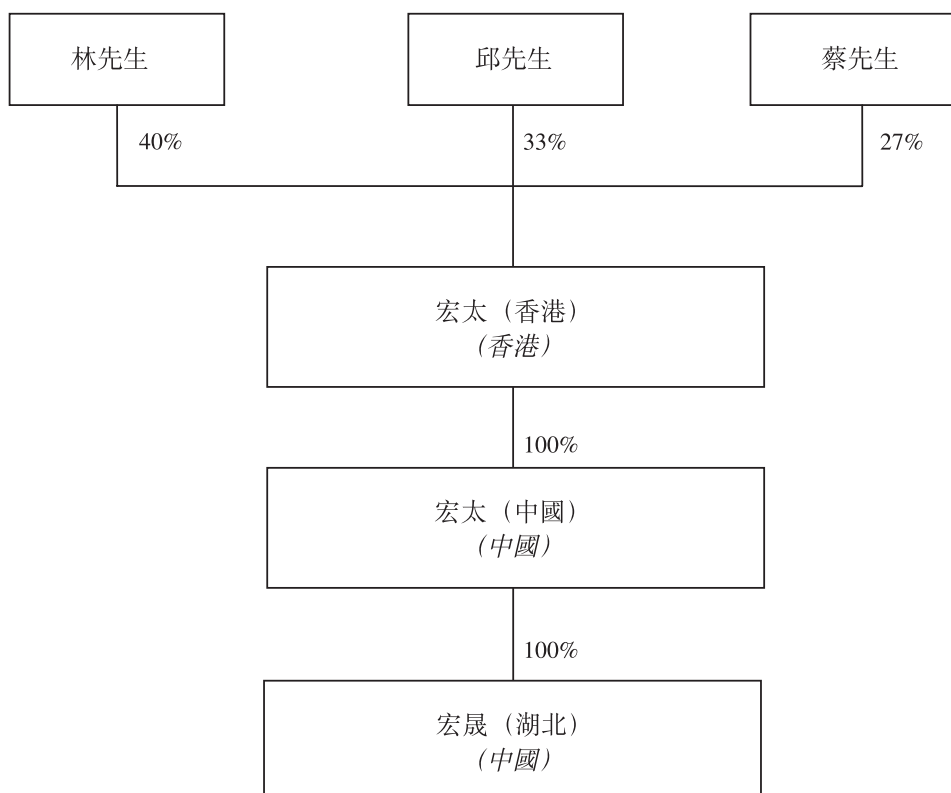 林先生
邱先生
蔡先生
40%
33%
27%
宏太（香港）
（香港）
100%
宏太（中國）
（中國）
100%
宏晟（湖北）
（中國）